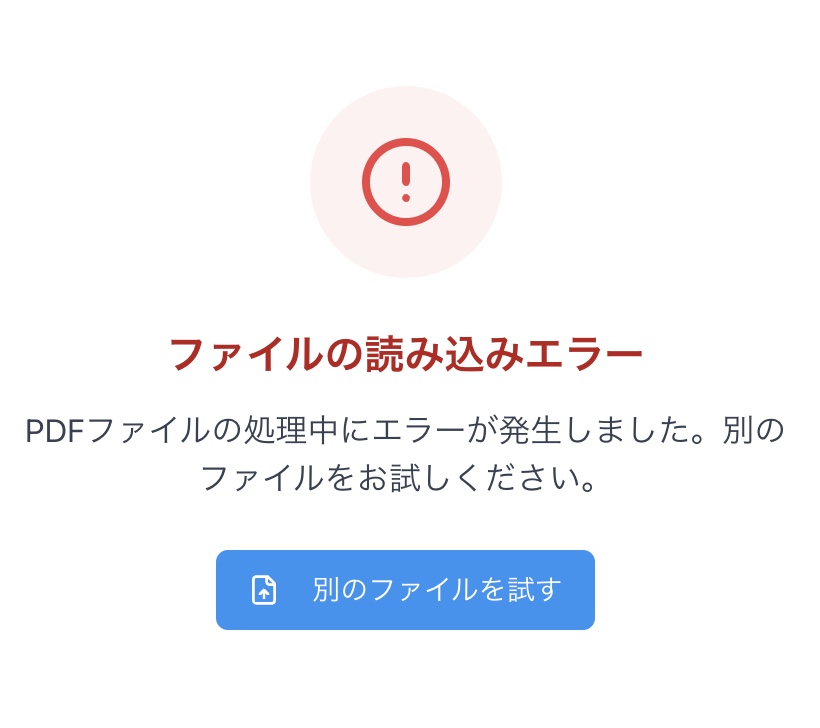 ファイルの読み込みエラー
PDFファイルの処理中にエラーが発生しました。別の
ファイルをお試しください。
別のファイルを試す